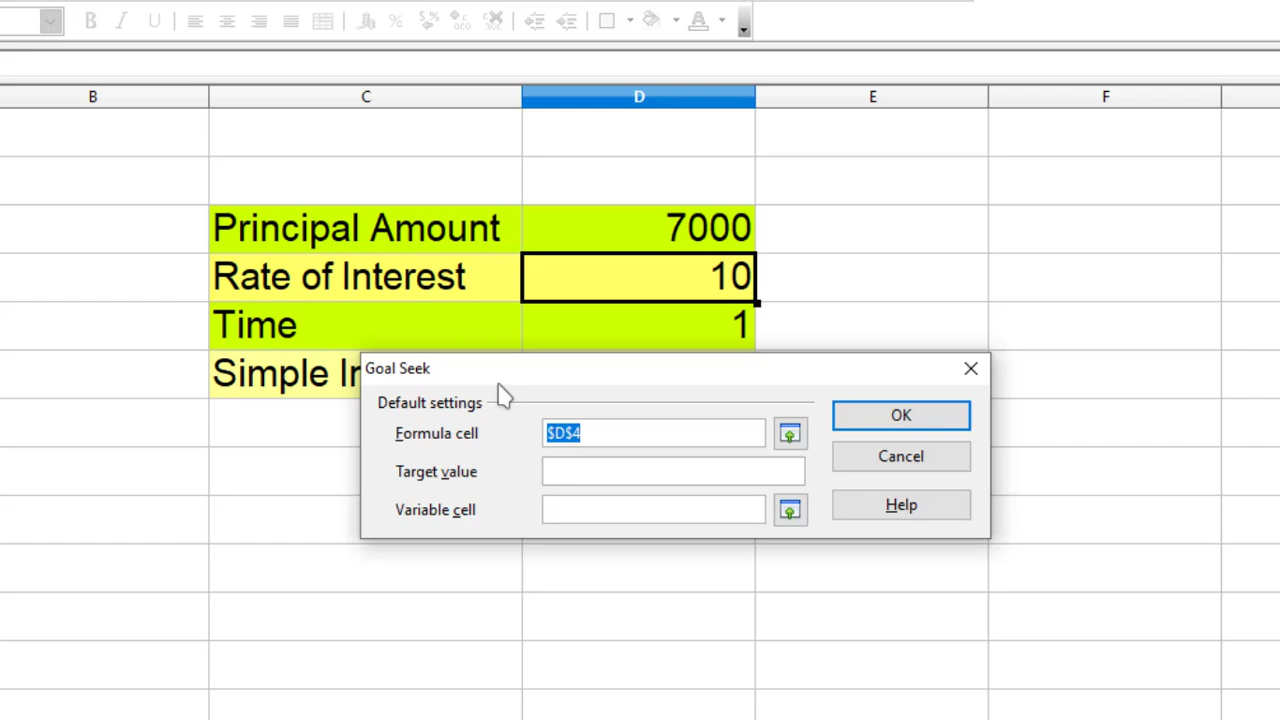 B I U %
B C D E F
Principal Amount 7000
Rate of Interest 10
Time 1
Simple In
Goal Seek
Default settings
Formula cell $D$4 OK
Target value Cancel
Variable cell Help